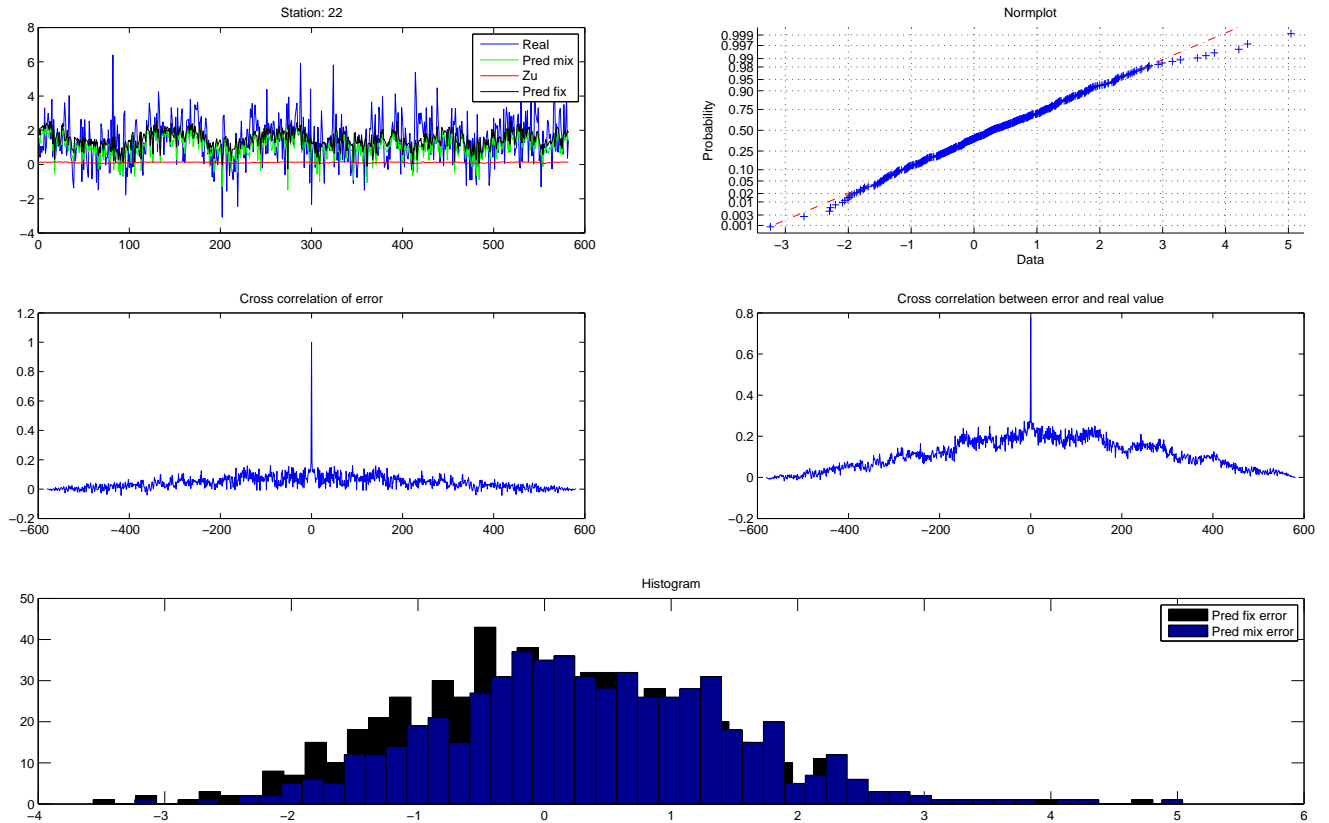 Station: 22
8
6
4
2
0
−2
−4
0 100 200 300 400 500 600
Real
Pred mix
Zu
Pred fix
Normplot
0.999
0.997
0.99
0.98
0.95
0.90
0.75
0.50
0.25
0.10
0.05
0.02
0.01
0.003
0.001
Probability
−3 −2 −1 0 1 2 3 4 5
Data
Cross correlation of error
1.2
1
0.8
0.6
0.4
0.2
0
−0.2
−600 −400 −200 0 200 400 600
Cross correlation between error and real value
0.8
0.6
0.4
0.2
0
−0.2
−600 −400 −200 0 200 400 600
Histogram
50
40
30
20
10
0
−4 −3 −2 −1 0 1 2 3 4 5 6
Pred fix error
Pred mix error